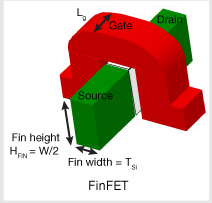 Lg
Gate
Drain
Source
Fin height
HFIN = W/2
Fin width = TSi
FinFET